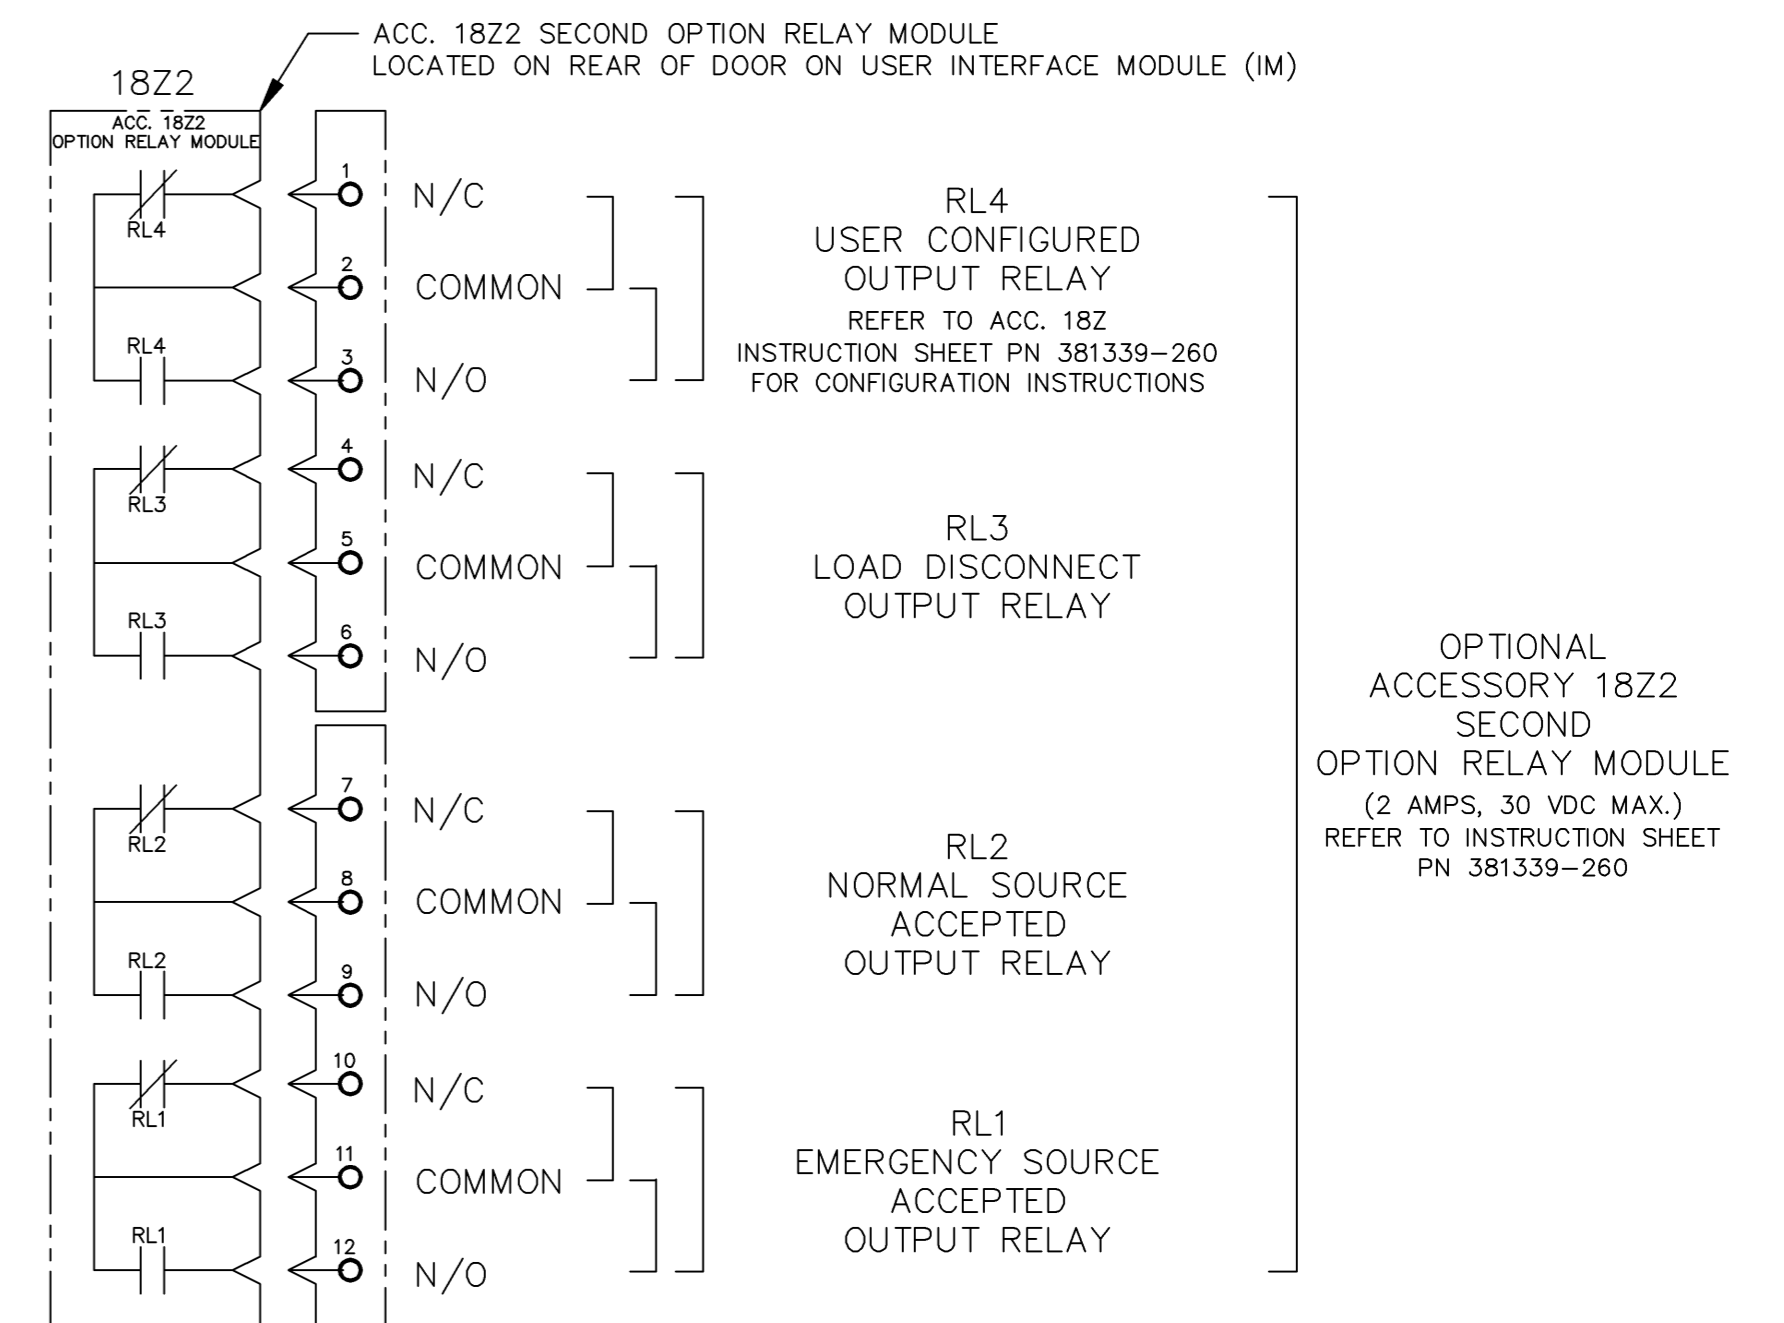 ACC. 18Z2 SECOND OPTION RELAY MODULE
LOCATED ON REAR OF DOOR ON USER INTERFACE MODULE (IM)
18Z2
ACC. 18Z2
OPTION RELAY MODULE
RL4
1
N/C
2
COMMON
RL4
3
N/O
RL4
USER CONFIGURED
OUTPUT RELAY
REFER TO ACC. 18Z
INSTRUCTION SHEET PN 381339-260
FOR CONFIGURATION INSTRUCTIONS
RL3
4
N/C
5
COMMON
RL3
6
N/O
RL3
LOAD DISCONNECT
OUTPUT RELAY
RL2
7
N/C
8
COMMON
RL2
9
N/O
RL2
NORMAL SOURCE
ACCEPTED
OUTPUT RELAY
RL1
10
N/C
11
COMMON
RL1
12
N/O
RL1
EMERGENCY SOURCE
ACCEPTED
OUTPUT RELAY
OPTIONAL
ACCESSORY 18Z2
SECOND
OPTION RELAY MODULE
(2 AMPS, 30 VDC MAX.)
REFER TO INSTRUCTION SHEET
PN 381339-260